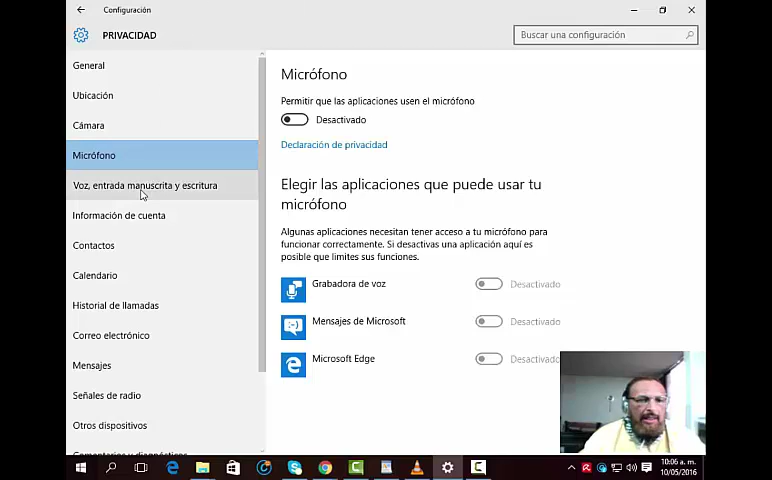 Configuración
PRIVACIDAD
Buscar una configuración
General
Ubicación
Cámara
Micrófono
Voz, entrada manuscrita y escritura
Información de cuenta
Contactos
Calendario
Historial de llamadas
Correo electrónico
Mensajes
Señales de radio
Otros dispositivos
Comentarios y diagnósticos
Micrófono
Permitir que las aplicaciones usen el micrófono
Desactivado
Declaración de privacidad
Elegir las aplicaciones que puede usar tu
micrófono
Algunas aplicaciones necesitan tener acceso a tu micrófono para
funcionar correctamente. Si desactivas una aplicación aquí es
posible que limites sus funciones.
Grabadora de voz
Desactivado
Mensajes de Microsoft
Desactivado
Microsoft Edge
Desactivado
10:06 a. m.
10/05/2016